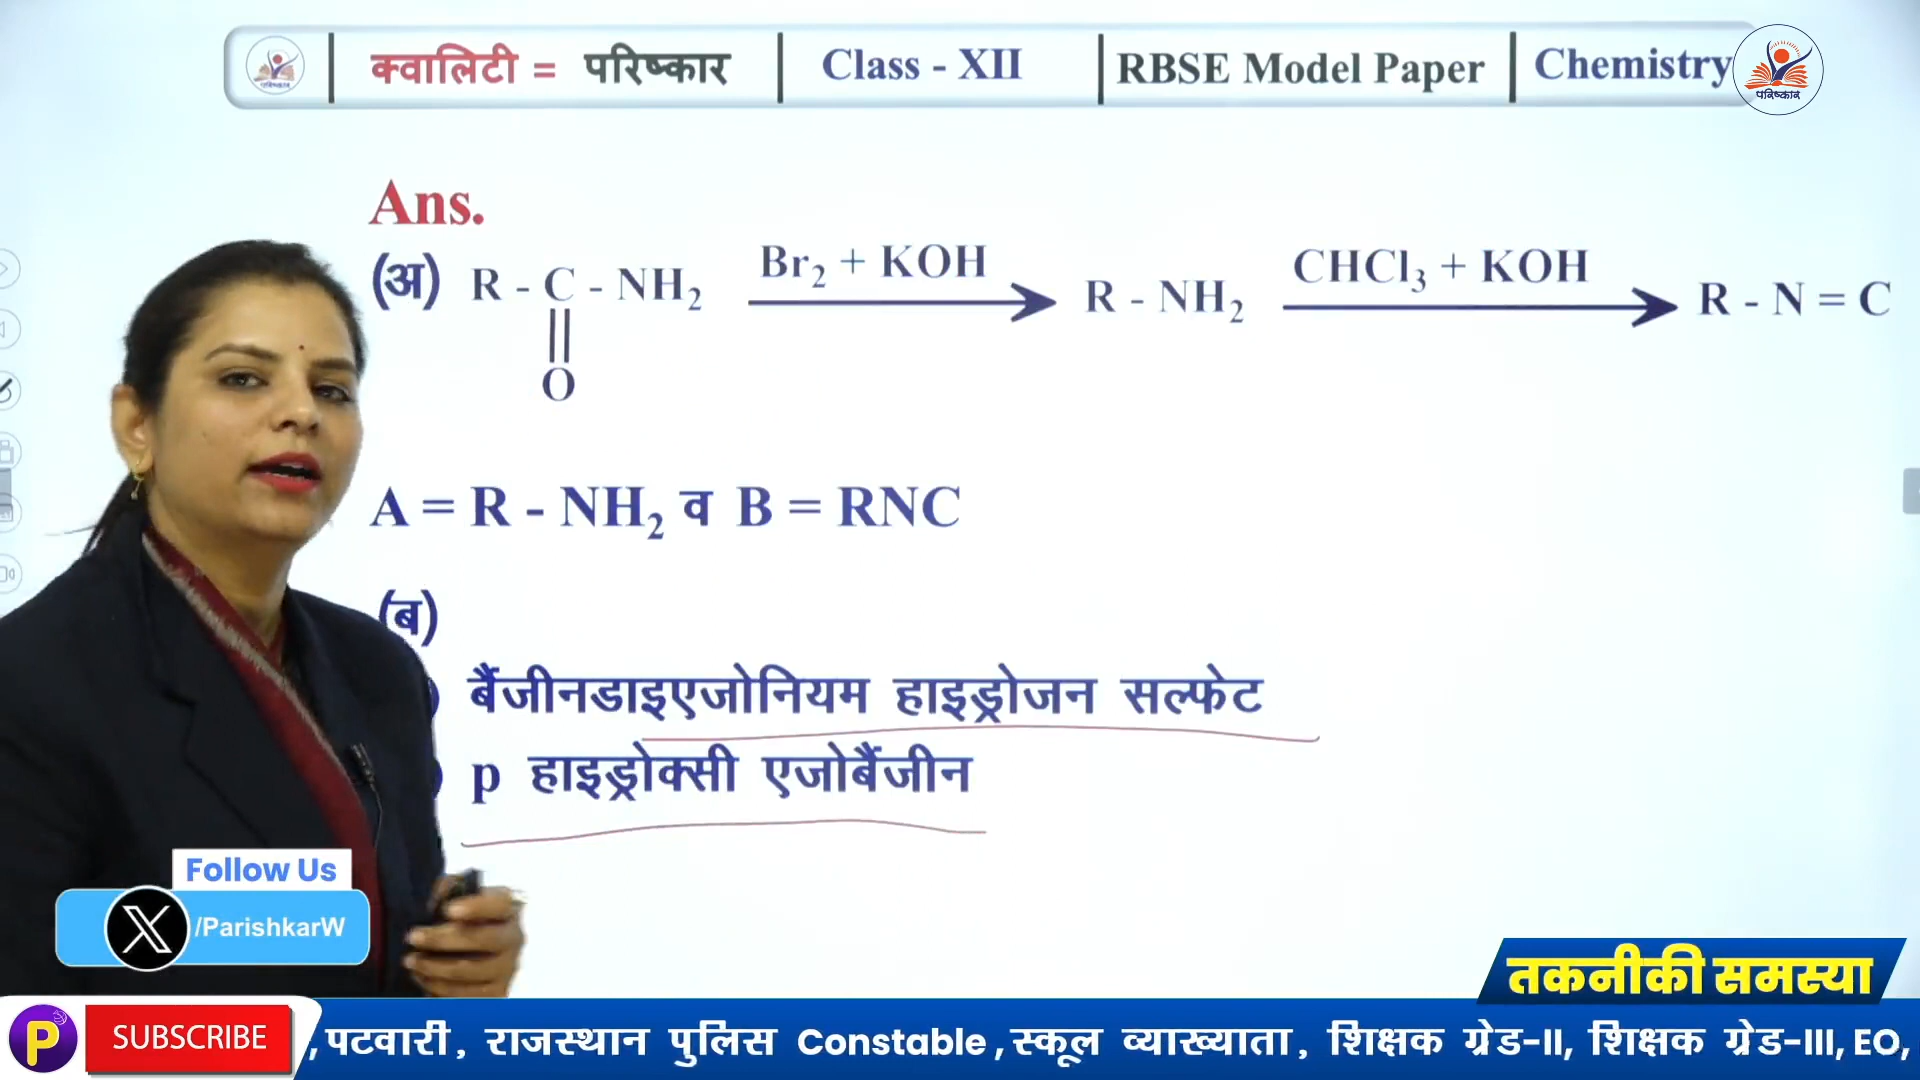 क्वालिटी = परिष्कार | Class - XII | RBSE Model Paper | Chemistry
परिष्कार
Ans.
(अ) R - C - NH₂ Br₂ + KOH R - NH₂ CHCl₃ + KOH R - N = C
O
A = R - NH₂ व B = RNC
(ब)
बैंजीनडाइएजोनियम हाइड्रोजन सल्फेट
p हाइड्रोक्सी एजोबैंजीन
Follow Us
X /ParishkarW
तकनीकी समस्या
P SUBSCRIBE , पटवारी, राजस्थान पुलिस Constable, स्कूल व्याख्याता, शिक्षक ग्रेड-II, शिक्षक ग्रेड-III, EO,